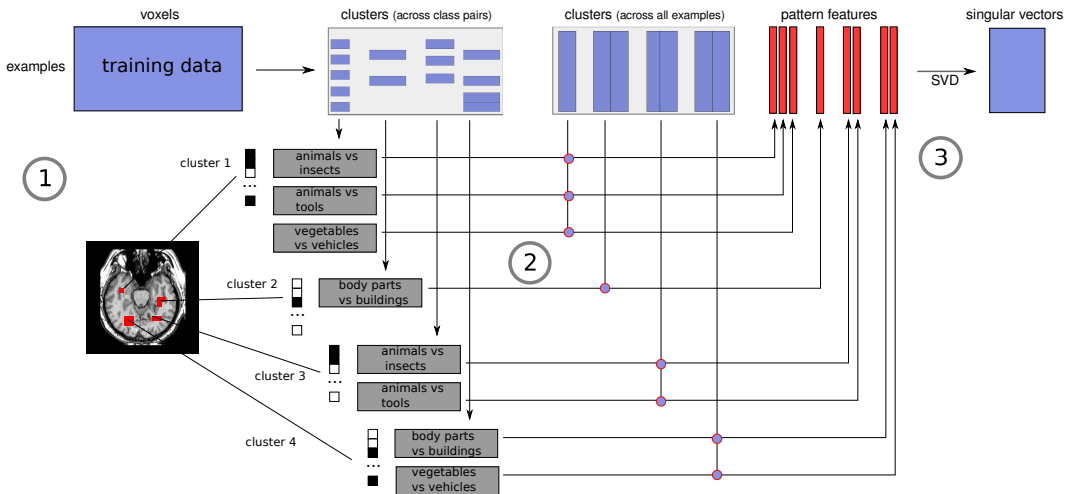 voxels
clusters (across class pairs)
clusters (across all examples)
pattern features
singular vectors
examples
training data
SVD
1
cluster 1
...
animals vs
insects
animals vs
tools
vegetables
vs vehicles
3
2
cluster 2
...
body parts
vs buildings
cluster 3
...
animals vs
insects
animals vs
tools
cluster 4
...
body parts
vs buildings
vegetables
vs vehicles